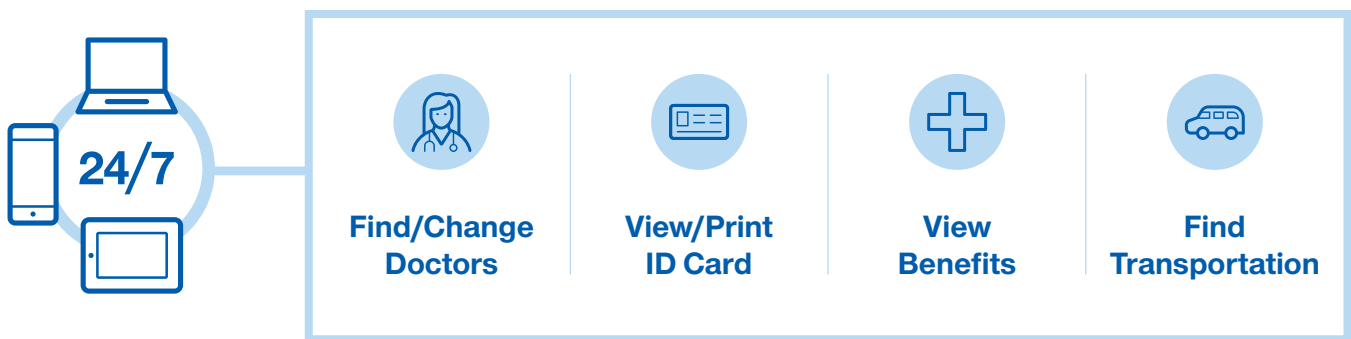 24/7
Find/Change
Doctors
View/Print
ID Card
View
Benefits
Find
Transportation